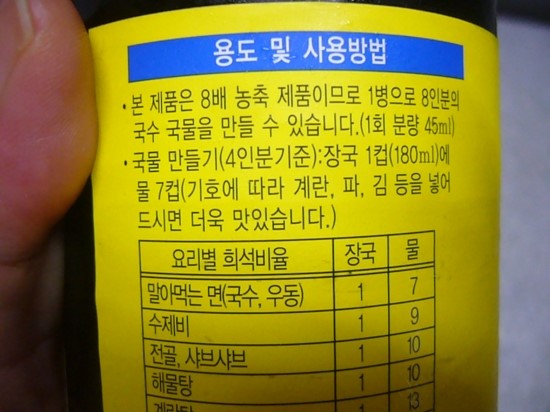 용도 및 사용방법
• 본 제품은 8배 농축 제품이므로 1병으로 8인분의
국수 국물을 만들 수 있습니다.(1회 분량 45ml)
• 국물 만들기(4인분기준):장국 1컵(180ml)에
물 7컵(기호에 따라 계란, 파, 김 등을 넣어
드시면 더욱 맛있습니다.)
요리별 희석비율 장국 물
말아먹는 면(국수, 우동) 1 7
수제비 1 9
전골, 샤브샤브 1 10
해물탕 1 10
계란탕 1 13